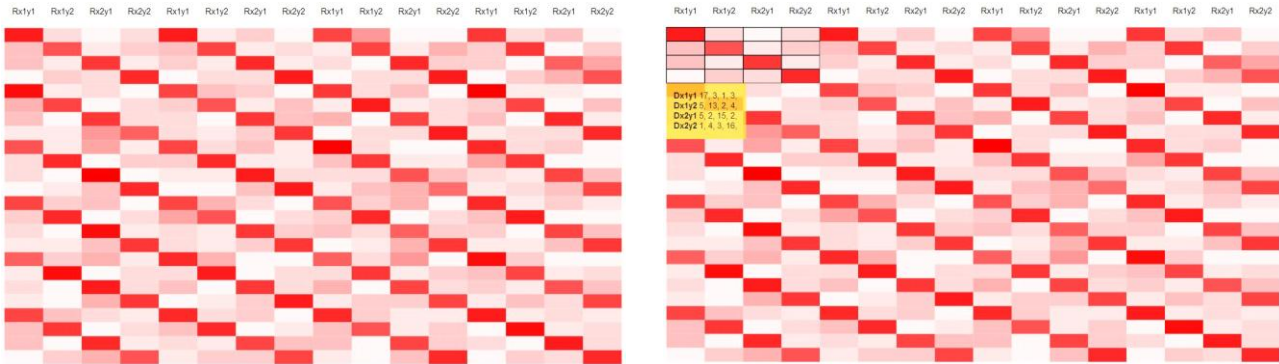 Rx1y1 Rx1y2 Rx2y1 Rx2y2 Rx1y1 Rx1y2 Rx2y1 Rx2y2 Rx1y1 Rx1y2 Rx2y1 Rx2y2 Rx1y1 Rx1y2 Rx2y1 Rx2y2
Rx1y1 Rx1y2 Rx2y1 Rx2y2 Rx1y1 Rx1y2 Rx2y1 Rx2y2 Rx1y1 Rx1y2 Rx2y1 Rx2y2 Rx1y1 Rx1y2 Rx2y1 Rx2y2
Dx1y1 17, 3, 1, 3,
Dx1y2 5, 13, 2, 4,
Dx2y1 5, 2, 15, 2,
Dx2y2 1, 4, 3, 16,